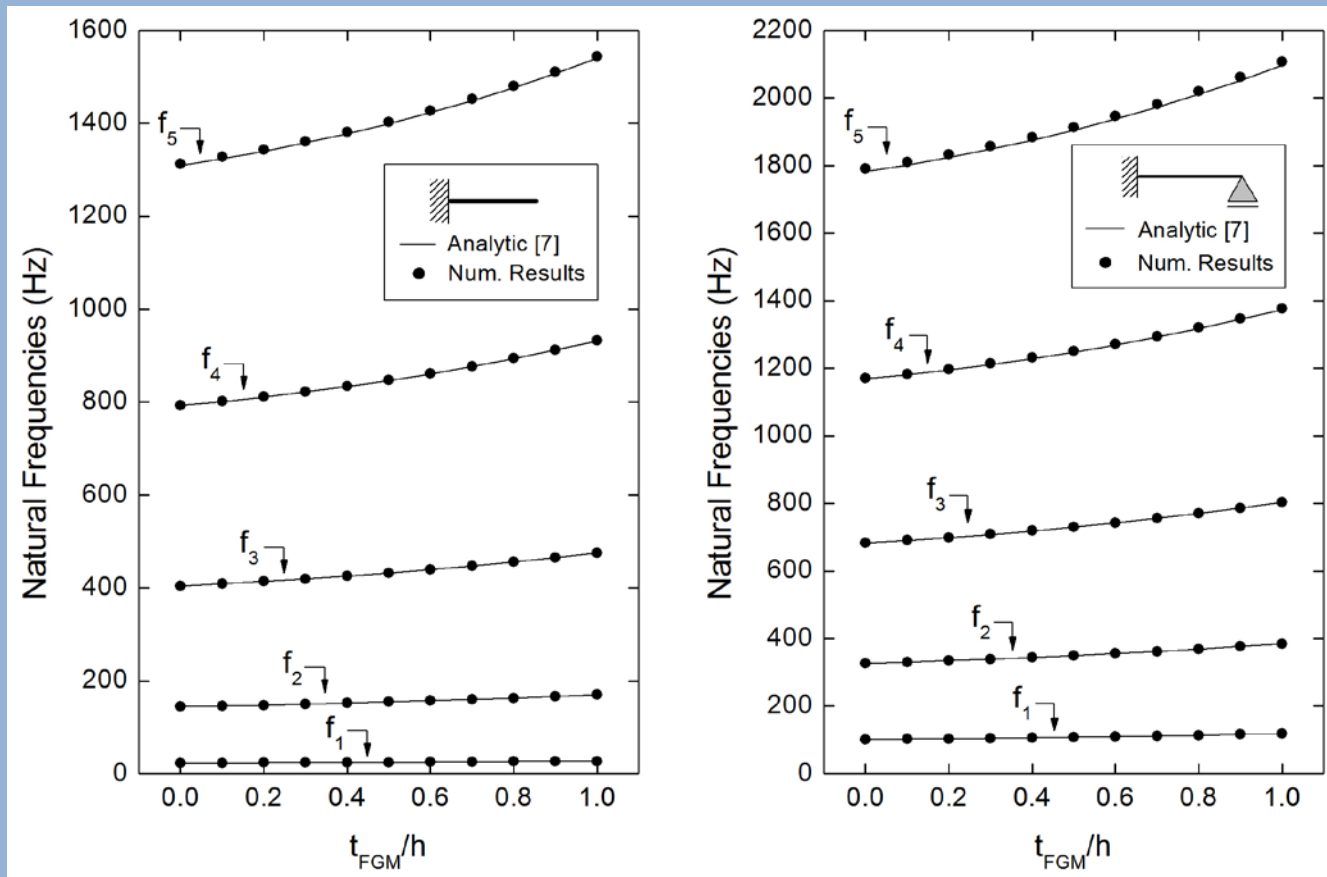 1600
1400
1200
1000
800
600
400
200
0
Natural Frequencies (Hz)
f5
f4
f3
f2
f1
Analytic [7]
Num. Results
0.0 0.2 0.4 0.6 0.8 1.0
tFGM/h
2200
2000
1800
1600
1400
1200
1000
800
600
400
200
0
Natural Frequencies (Hz)
f5
f4
f3
f2
f1
Analytic [7]
Num. Results
0.0 0.2 0.4 0.6 0.8 1.0
tFGM/h